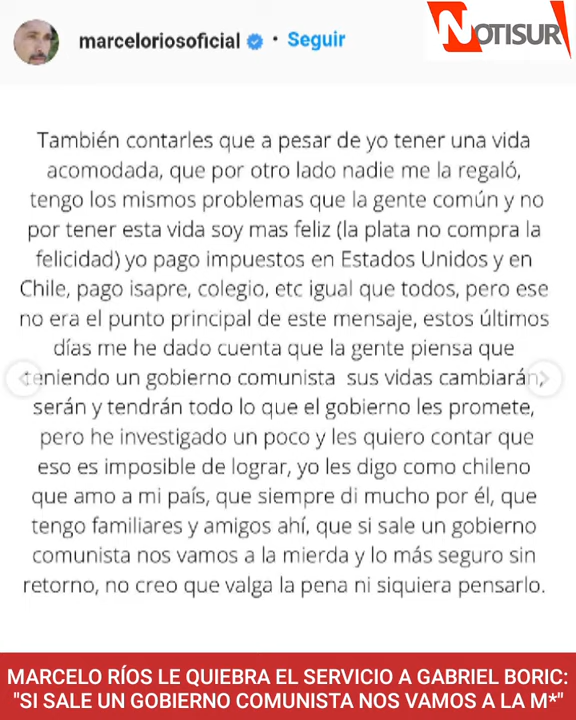 marceloriosoficial • Seguir
NOTISUR
También contarles que a pesar de yo tener una vida
acomodada, que por otro lado nadie me la regaló,
tengo los mismos problemas que la gente común y no
por tener esta vida soy mas feliz (la plata no compra la
felicidad) yo pago impuestos en Estados Unidos y en
Chile, pago isapre, colegio, etc igual que todos, pero ese
no era el punto principal de este mensaje, estos últimos
días me he dado cuenta que la gente piensa que
teniendo un gobierno comunista sus vidas cambiarán,
serán y tendrán todo lo que el gobierno les promete,
pero he investigado un poco y les quiero contar que
eso es imposible de lograr, yo les digo como chileno
que amo a mi país, que siempre di mucho por él, que
tengo familiares y amigos ahí, que si sale un gobierno
comunista nos vamos a la mierda y lo más seguro sin
retorno, no creo que valga la pena ni siquiera pensarlo.
MARCELO RÍOS LE QUIEBRA EL SERVICIO A GABRIEL BORIC:
"SI SALE UN GOBIERNO COMUNISTA NOS VAMOS A LA M*"